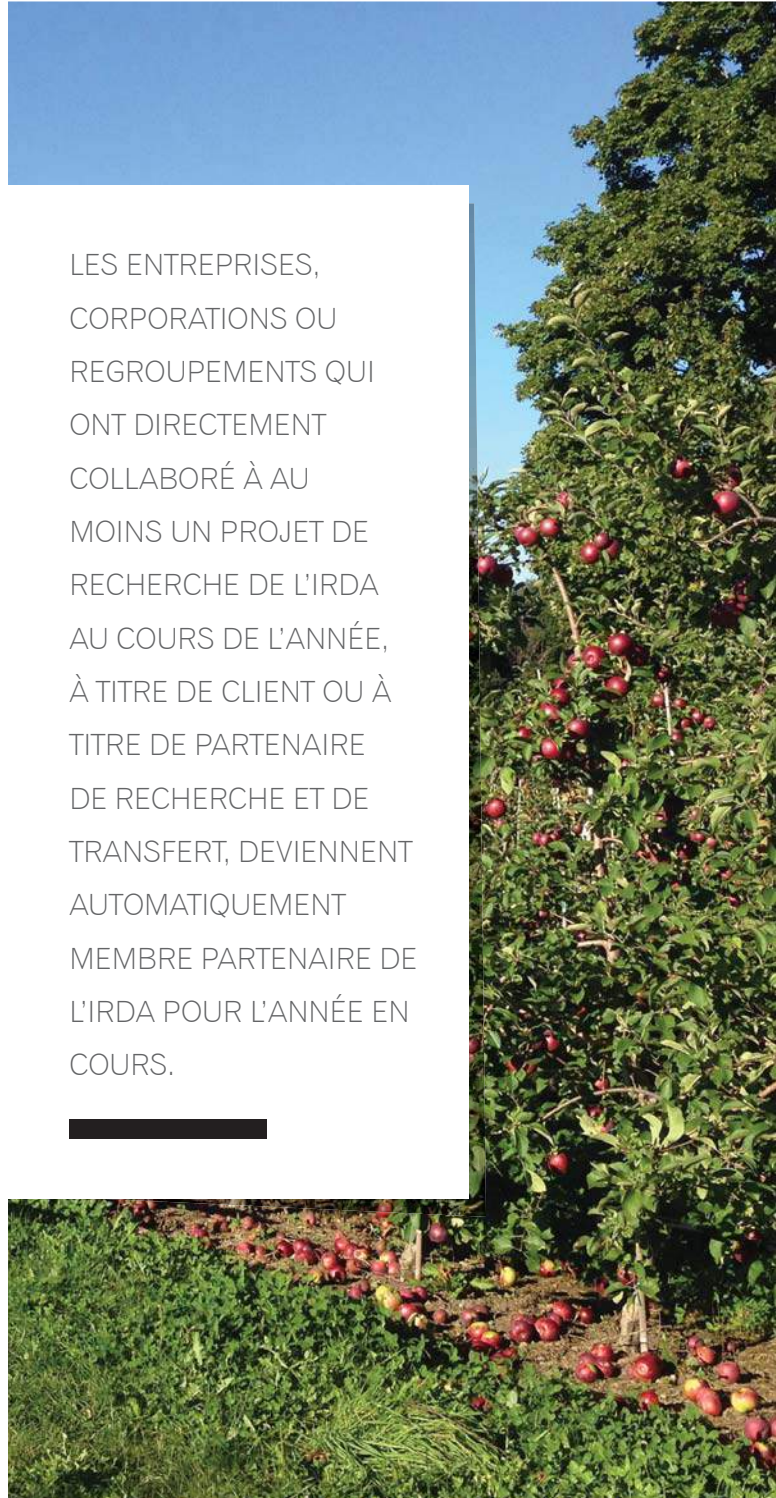 LES ENTREPRISES,
CORPORATIONS OU
REGROUPEMENTS QUI
ONT DIRECTEMENT
COLLABORÉ À AU
MOINS UN PROJET DE
RECHERCHE DE L’IRDA
AU COURS DE L’ANNÉE,
À TITRE DE CLIENT OU À
TITRE DE PARTENAIRE
DE RECHERCHE ET DE
TRANSFERT, DEVIENNENT
AUTOMATIQUEMENT
MEMBRE PARTENAIRE DE
L’IRDA POUR L’ANNÉE EN
COURS.